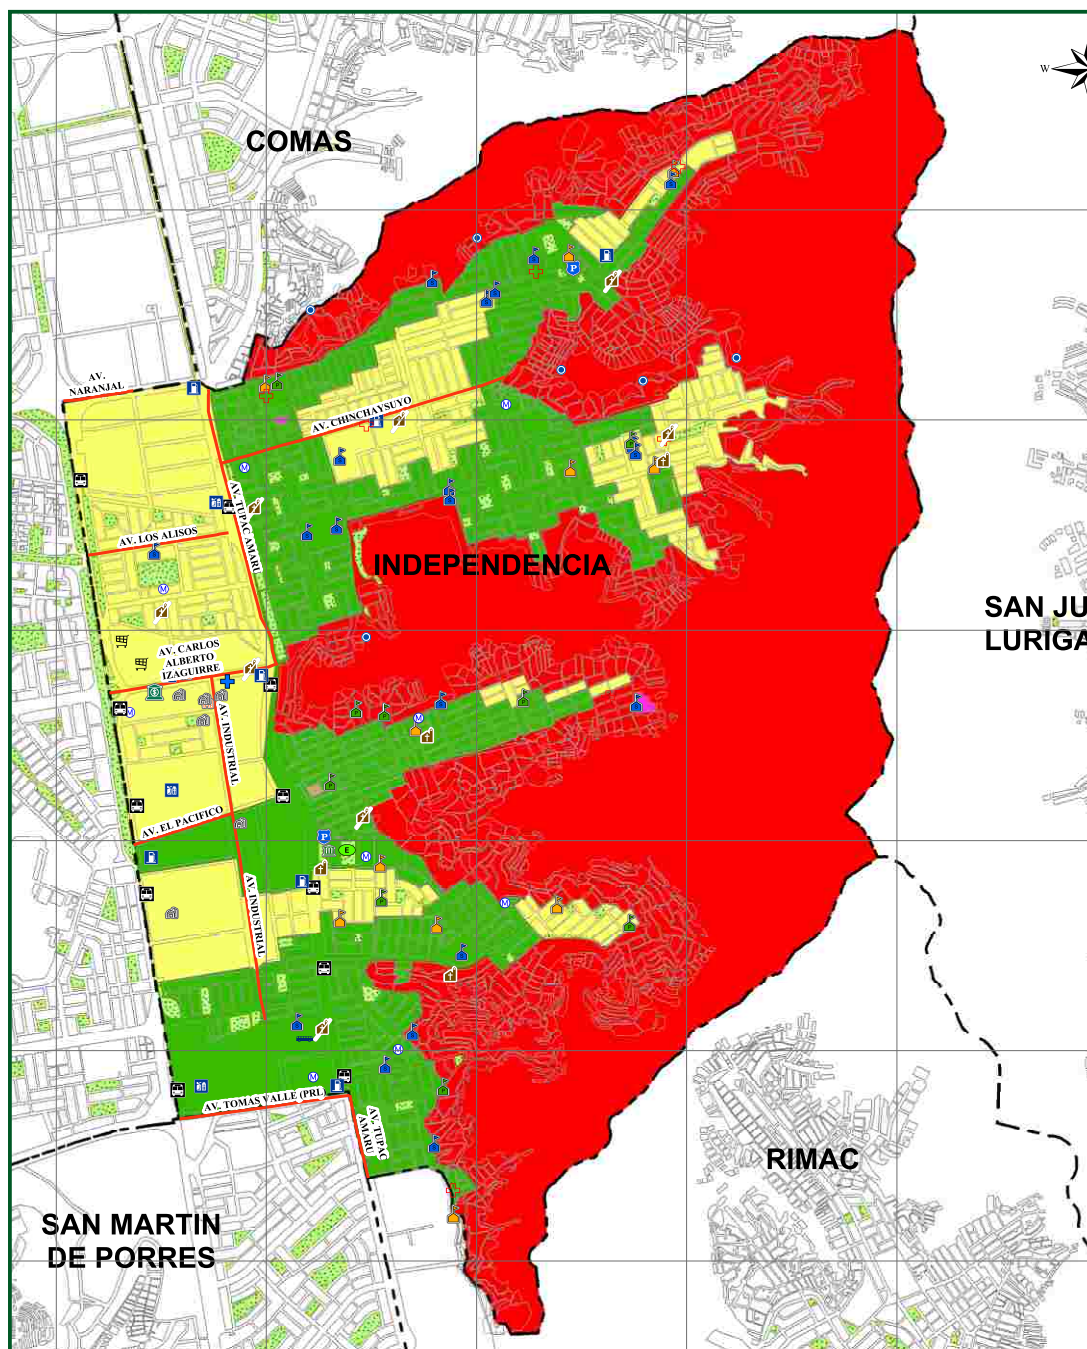 W
COMAS
AV.
NARANJAL
AV. CHINCHAYSUYO
AV. TUPAC AMARU
AV. LOS ALISOS
INDEPENDENCIA
SAN JU
LURIGA
AV. CARLOS
ALBERTO
IZAGUIRRE
AV. INDUSTRIAL
AV. EL PACIFICO
AV. INDUSTRIAL
AV. TOMAS VALLE (PRL
AV. TUPAC
AMARU
RIMAC
SAN MARTIN
DE PORRES